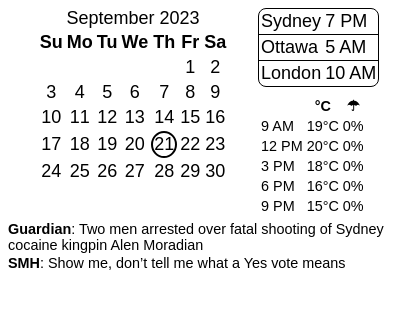 September 2023
Su Mo Tu We Th Fr Sa
1 2
3 4 5 6 7 8 9
10 11 12 13 14 15 16
17 18 19 20 21 22 23
24 25 26 27 28 29 30
Sydney 7 PM
Ottawa 5 AM
London 10 AM
°C ☂
9 AM 19°C 0%
12 PM 20°C 0%
3 PM 18°C 0%
6 PM 16°C 0%
9 PM 15°C 0%
Guardian: Two men arrested over fatal shooting of Sydney
cocaine kingpin Alen Moradian
SMH: Show me, don’t tell me what a Yes vote means